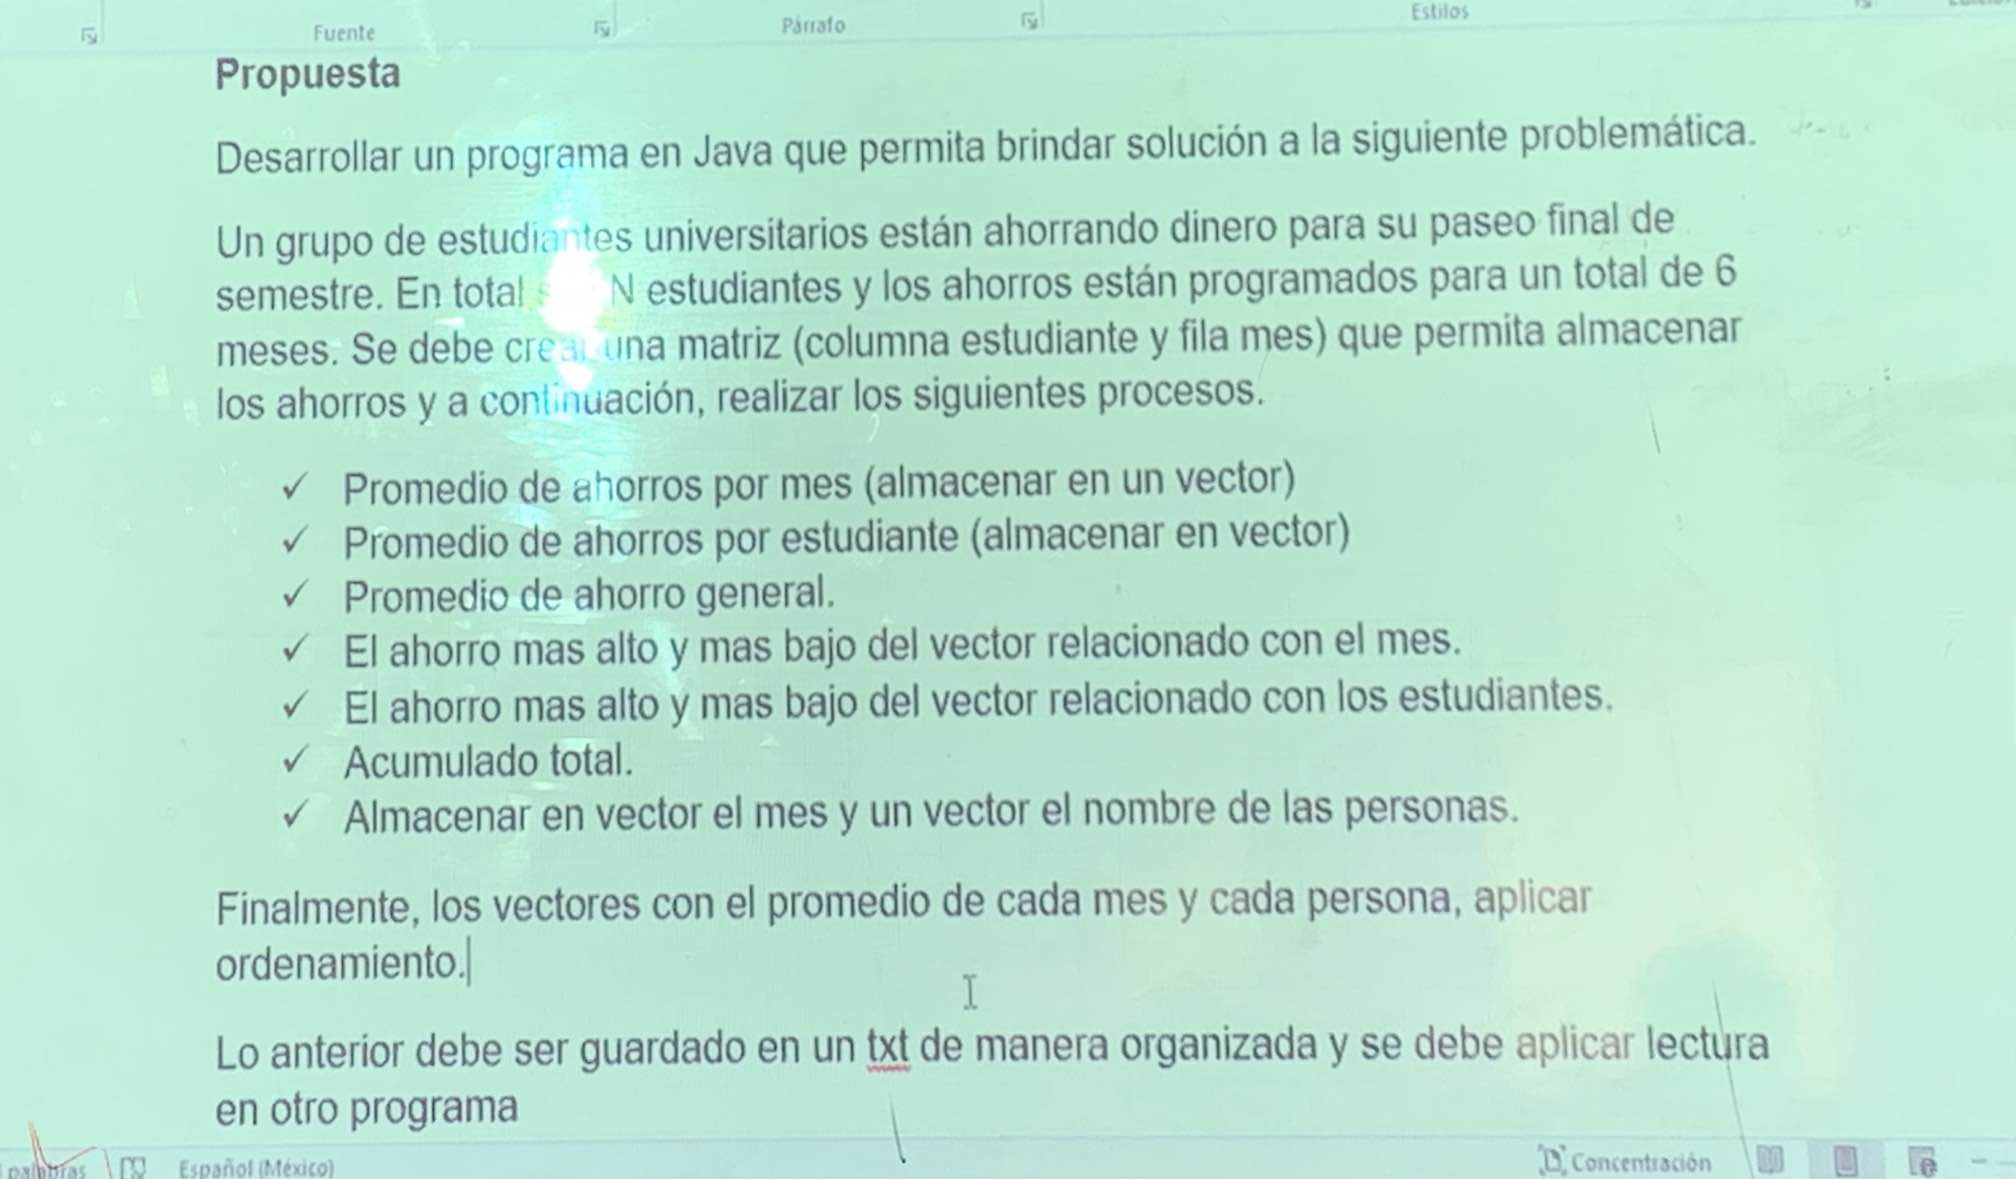 Fuente Párrafo Estilos
Propuesta
Desarrollar un programa en Java que permita brindar solución a la siguiente problemática.
Un grupo de estudiantes universitarios están ahorrando dinero para su paseo final de
semestre. En total N estudiantes y los ahorros están programados para un total de 6
meses. Se debe crear una matriz (columna estudiante y fila mes) que permita almacenar
los ahorros y a continuación, realizar los siguientes procesos.
✓ Promedio de ahorros por mes (almacenar en un vector)
✓ Promedio de ahorros por estudiante (almacenar en vector)
✓ Promedio de ahorro general.
✓ El ahorro mas alto y mas bajo del vector relacionado con el mes.
✓ El ahorro mas alto y mas bajo del vector relacionado con los estudiantes.
✓ Acumulado total.
✓ Almacenar en vector el mes y un vector el nombre de las personas.
Finalmente, los vectores con el promedio de cada mes y cada persona, aplicar
ordenamiento.
Lo anterior debe ser guardado en un txt de manera organizada y se debe aplicar lectura
en otro programa
palabras Español (México) Concentración